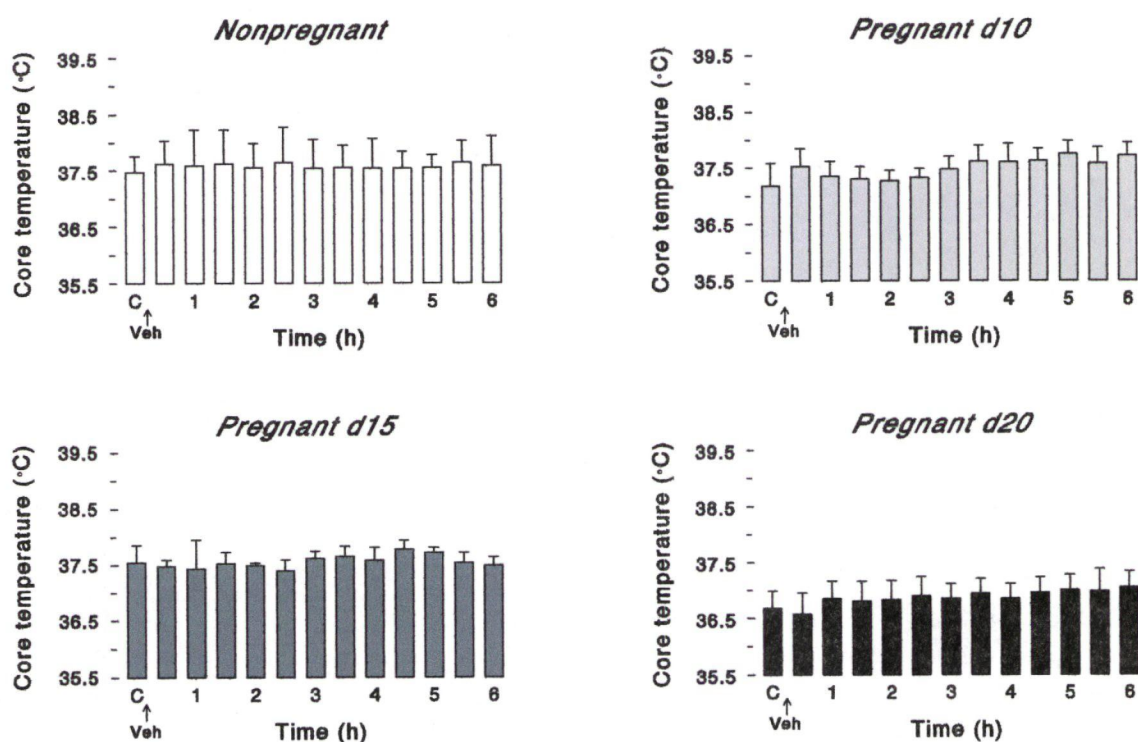 Nonpregnant
Core temperature (·C)
39.5
38.5
37.5
36.5
35.5
C 1 2 3 4 5 6
Veh
Time (h)
Pregnant d10
Core temperature (·C)
39.5
38.5
37.5
36.5
35.5
C 1 2 3 4 5 6
Veh
Time (h)
Pregnant d15
Core temperature (°C)
39.5
38.5
37.5
36.5
35.5
C 1 2 3 4 5 6
Veh
Time (h)
Pregnant d20
Core temperature (·C)
39.5
38.5
37.5
36.5
35.5
C 1 2 3 4 5 6
Veh
Time (h)